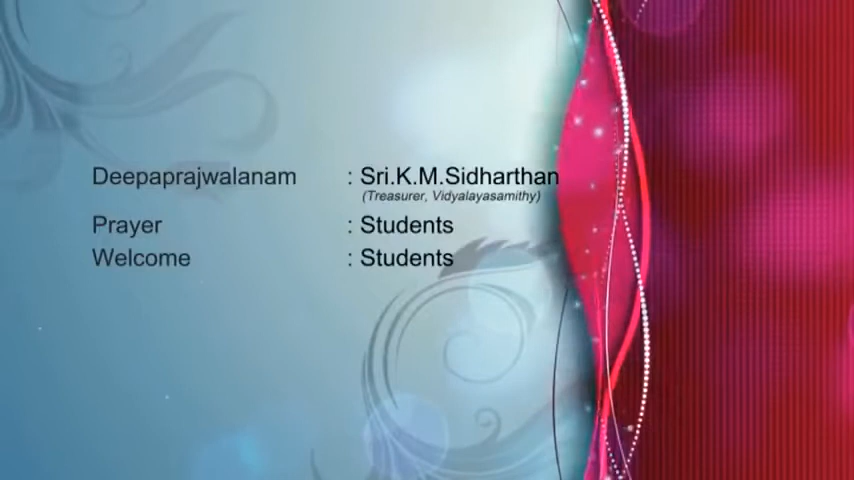 Deepaprajwalanam : Sri.K.M.Sidharthan
(Treasurer, Vidyalayasamithy)
Prayer : Students
Welcome : Students